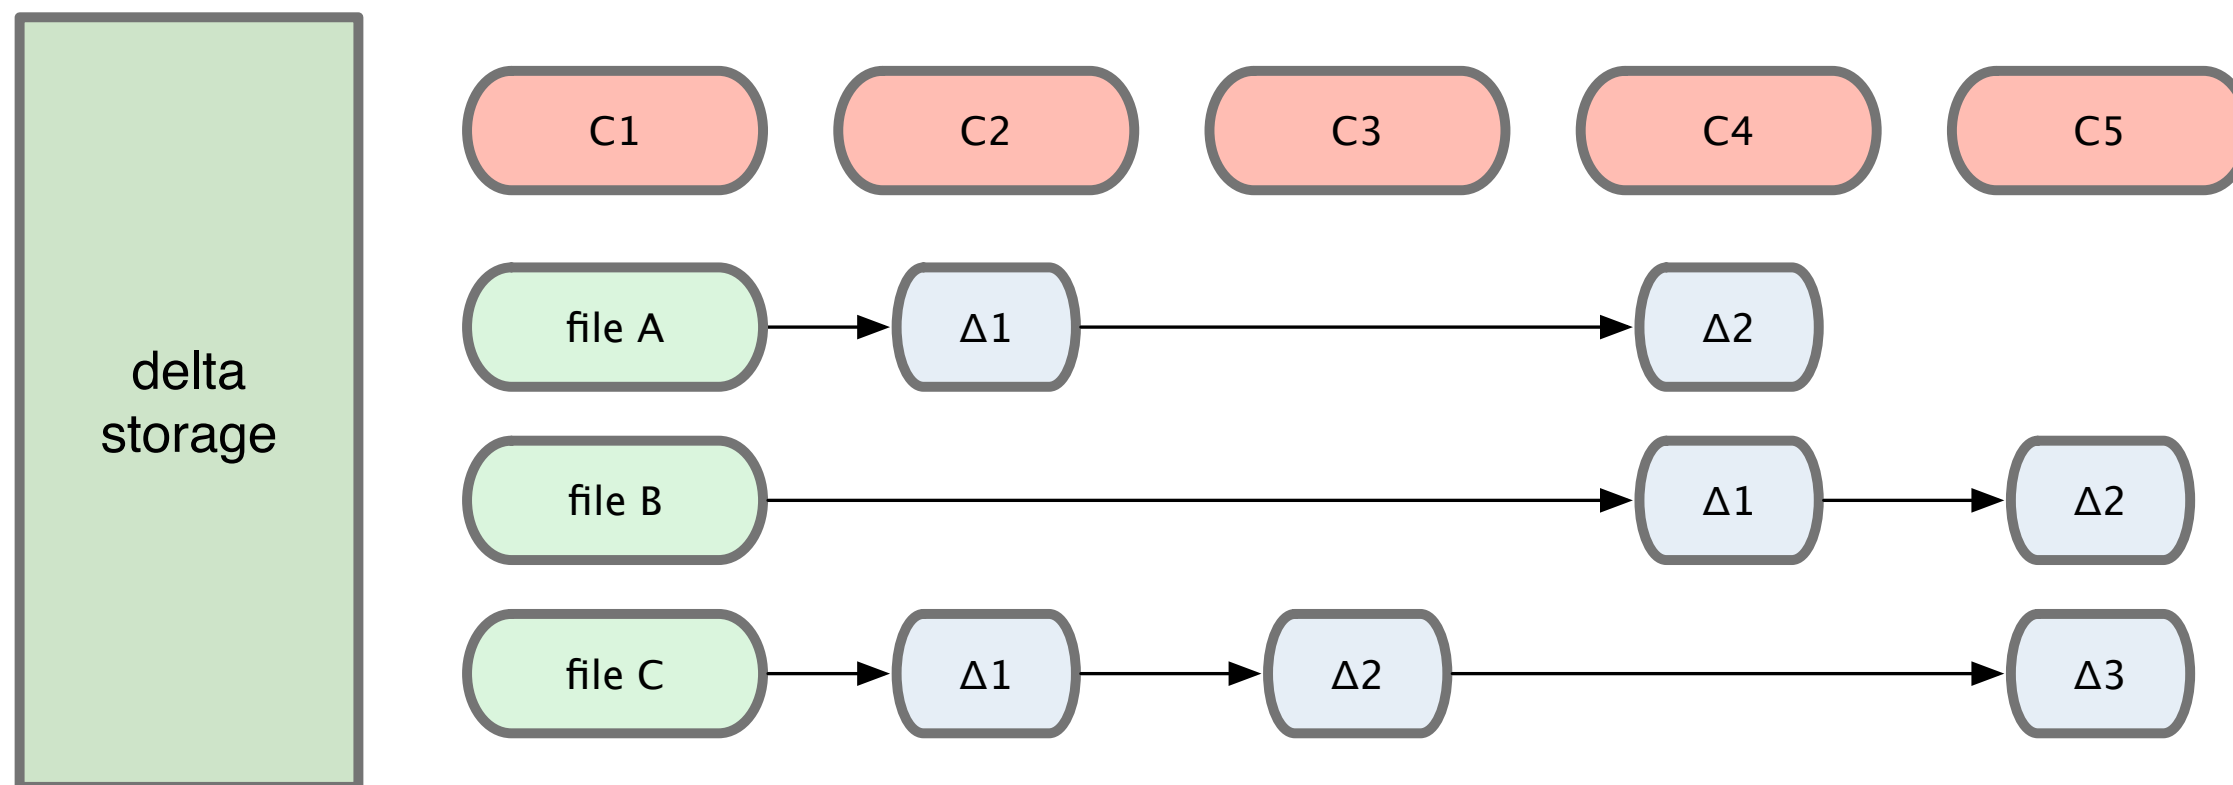 delta
storage
C1 C2 C3 C4 C5
file A Δ1 Δ2
file B Δ1 Δ2
file C Δ1 Δ2 Δ3